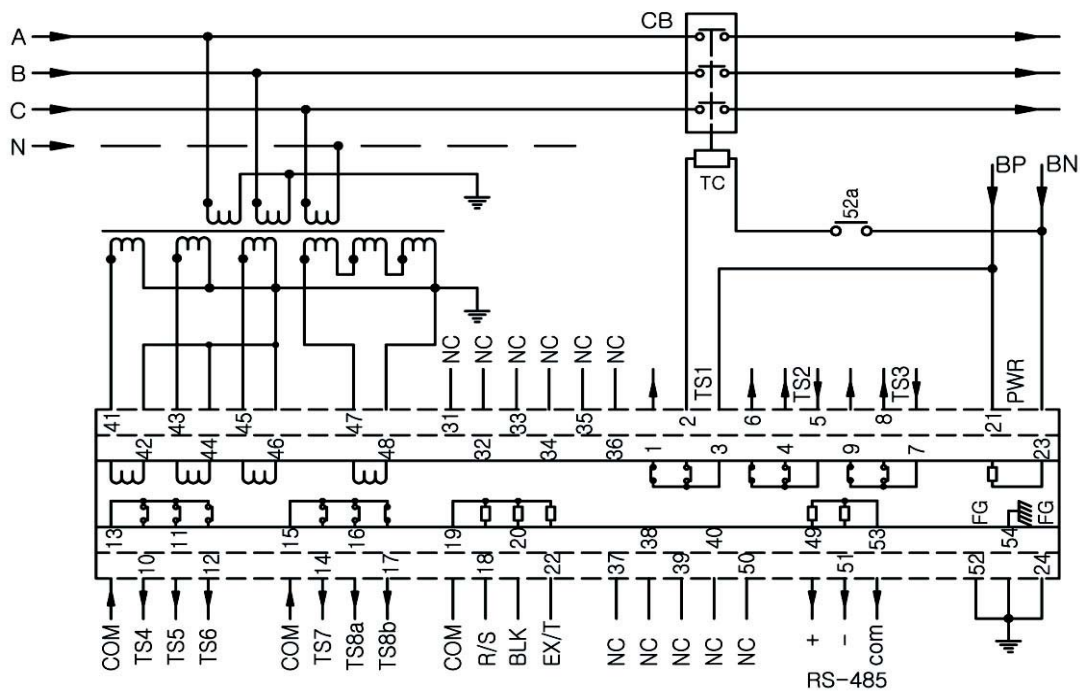 A
B
C
N
CB
TC
52a
BP
BN
NC
NC
NC
NC
NC
NC
TS1
TS2
TS3
PWR
41
43
45
47
31
33
35
2
6
5
8
21
42
44
46
48
32
34
36
1
3
4
9
7
23
FG
FG
13
11
12
15
16
19
20
38
40
49
53
54
10
14
17
18
22
37
39
50
51
52
24
COM
TS4
TS5
TS6
COM
TS7
TS8a
TS8b
COM
R/S
BLK
EX/T
NC
NC
NC
NC
NC
+
-
com
RS-485